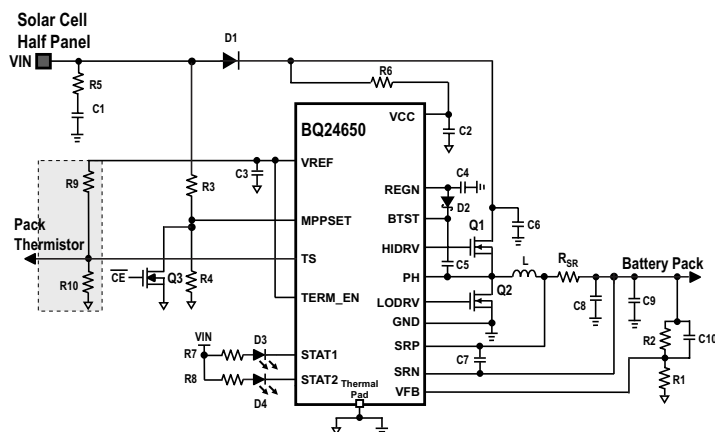 Solar Cell
Half Panel
VIN
D1
R5
R6
C1
VCC
BQ24650
C2
VREF
R9
C3
R3
REGN
C4
D2
Pack
Thermistor
MPPSET
BTST
Q1
C6
HIDRV
TS
C5
L
RSR
Battery Pack
CE
Q3
R4
PH
R10
Q2
C8
C9
TERM_EN
LODRV
GND
VIN
R2
C10
D3
R7
STAT1
SRP
C7
R8
STAT2
SRN
R1
D4
Thermal
Pad
VFB